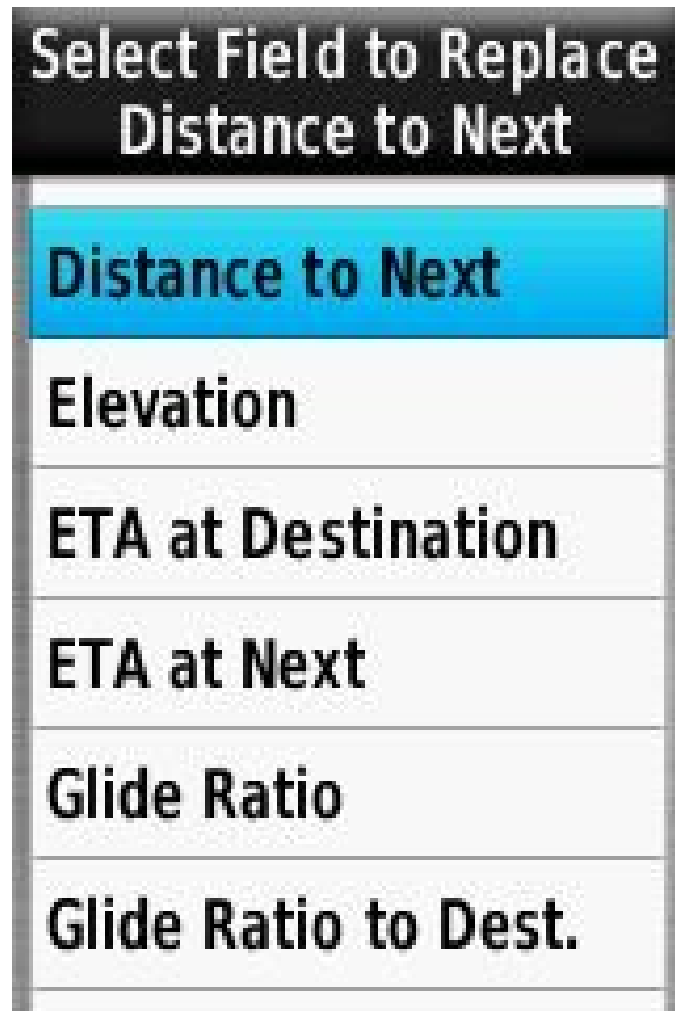 Select Field to Replace
Distance to Next
Distance to Next
Elevation
ETA at Destination
ETA at Next
Glide Ratio
Glide Ratio to Dest.